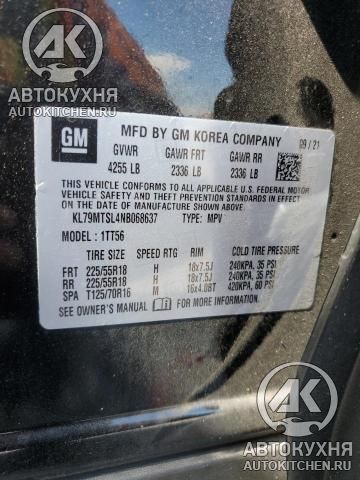 АК
АВТОКУХНЯ
AUTOKITCHEN.RU
GM
MFD BY GM KOREA COMPANY
09 / 21
GVWR GAWR FRT GAWR RR
4255 LB 2336 LB 2336 LB
THIS VEHICLE CONFORMS TO ALL APPLICABLE U.S. FEDERAL MOTOR
VEHICLE SAFETY, BUMPER, AND THEFT PREVENTION STANDARDS IN
EFFECT ON THE DATE OF MANUFACTURE SHOWN ABOVE.
KL79MTSL4NB068637 TYPE: MPV
MODEL : 1TT56
TIRE SIZE SPEED RTG RIM COLD TIRE PRESSURE
FRT 225/55R18 H 18x7.5J 240KPA, 35 PSI
RR 225/55R18 H 18x7.5J 240KPA, 35 PSI
SPA T125/70R16 M 16x4.0BT 420KPA, 60 PSI
SEE OWNER'S MANUAL FOR MORE INFORMATION
АК
АВТОКУХНЯ
AUTOKITCHEN.RU